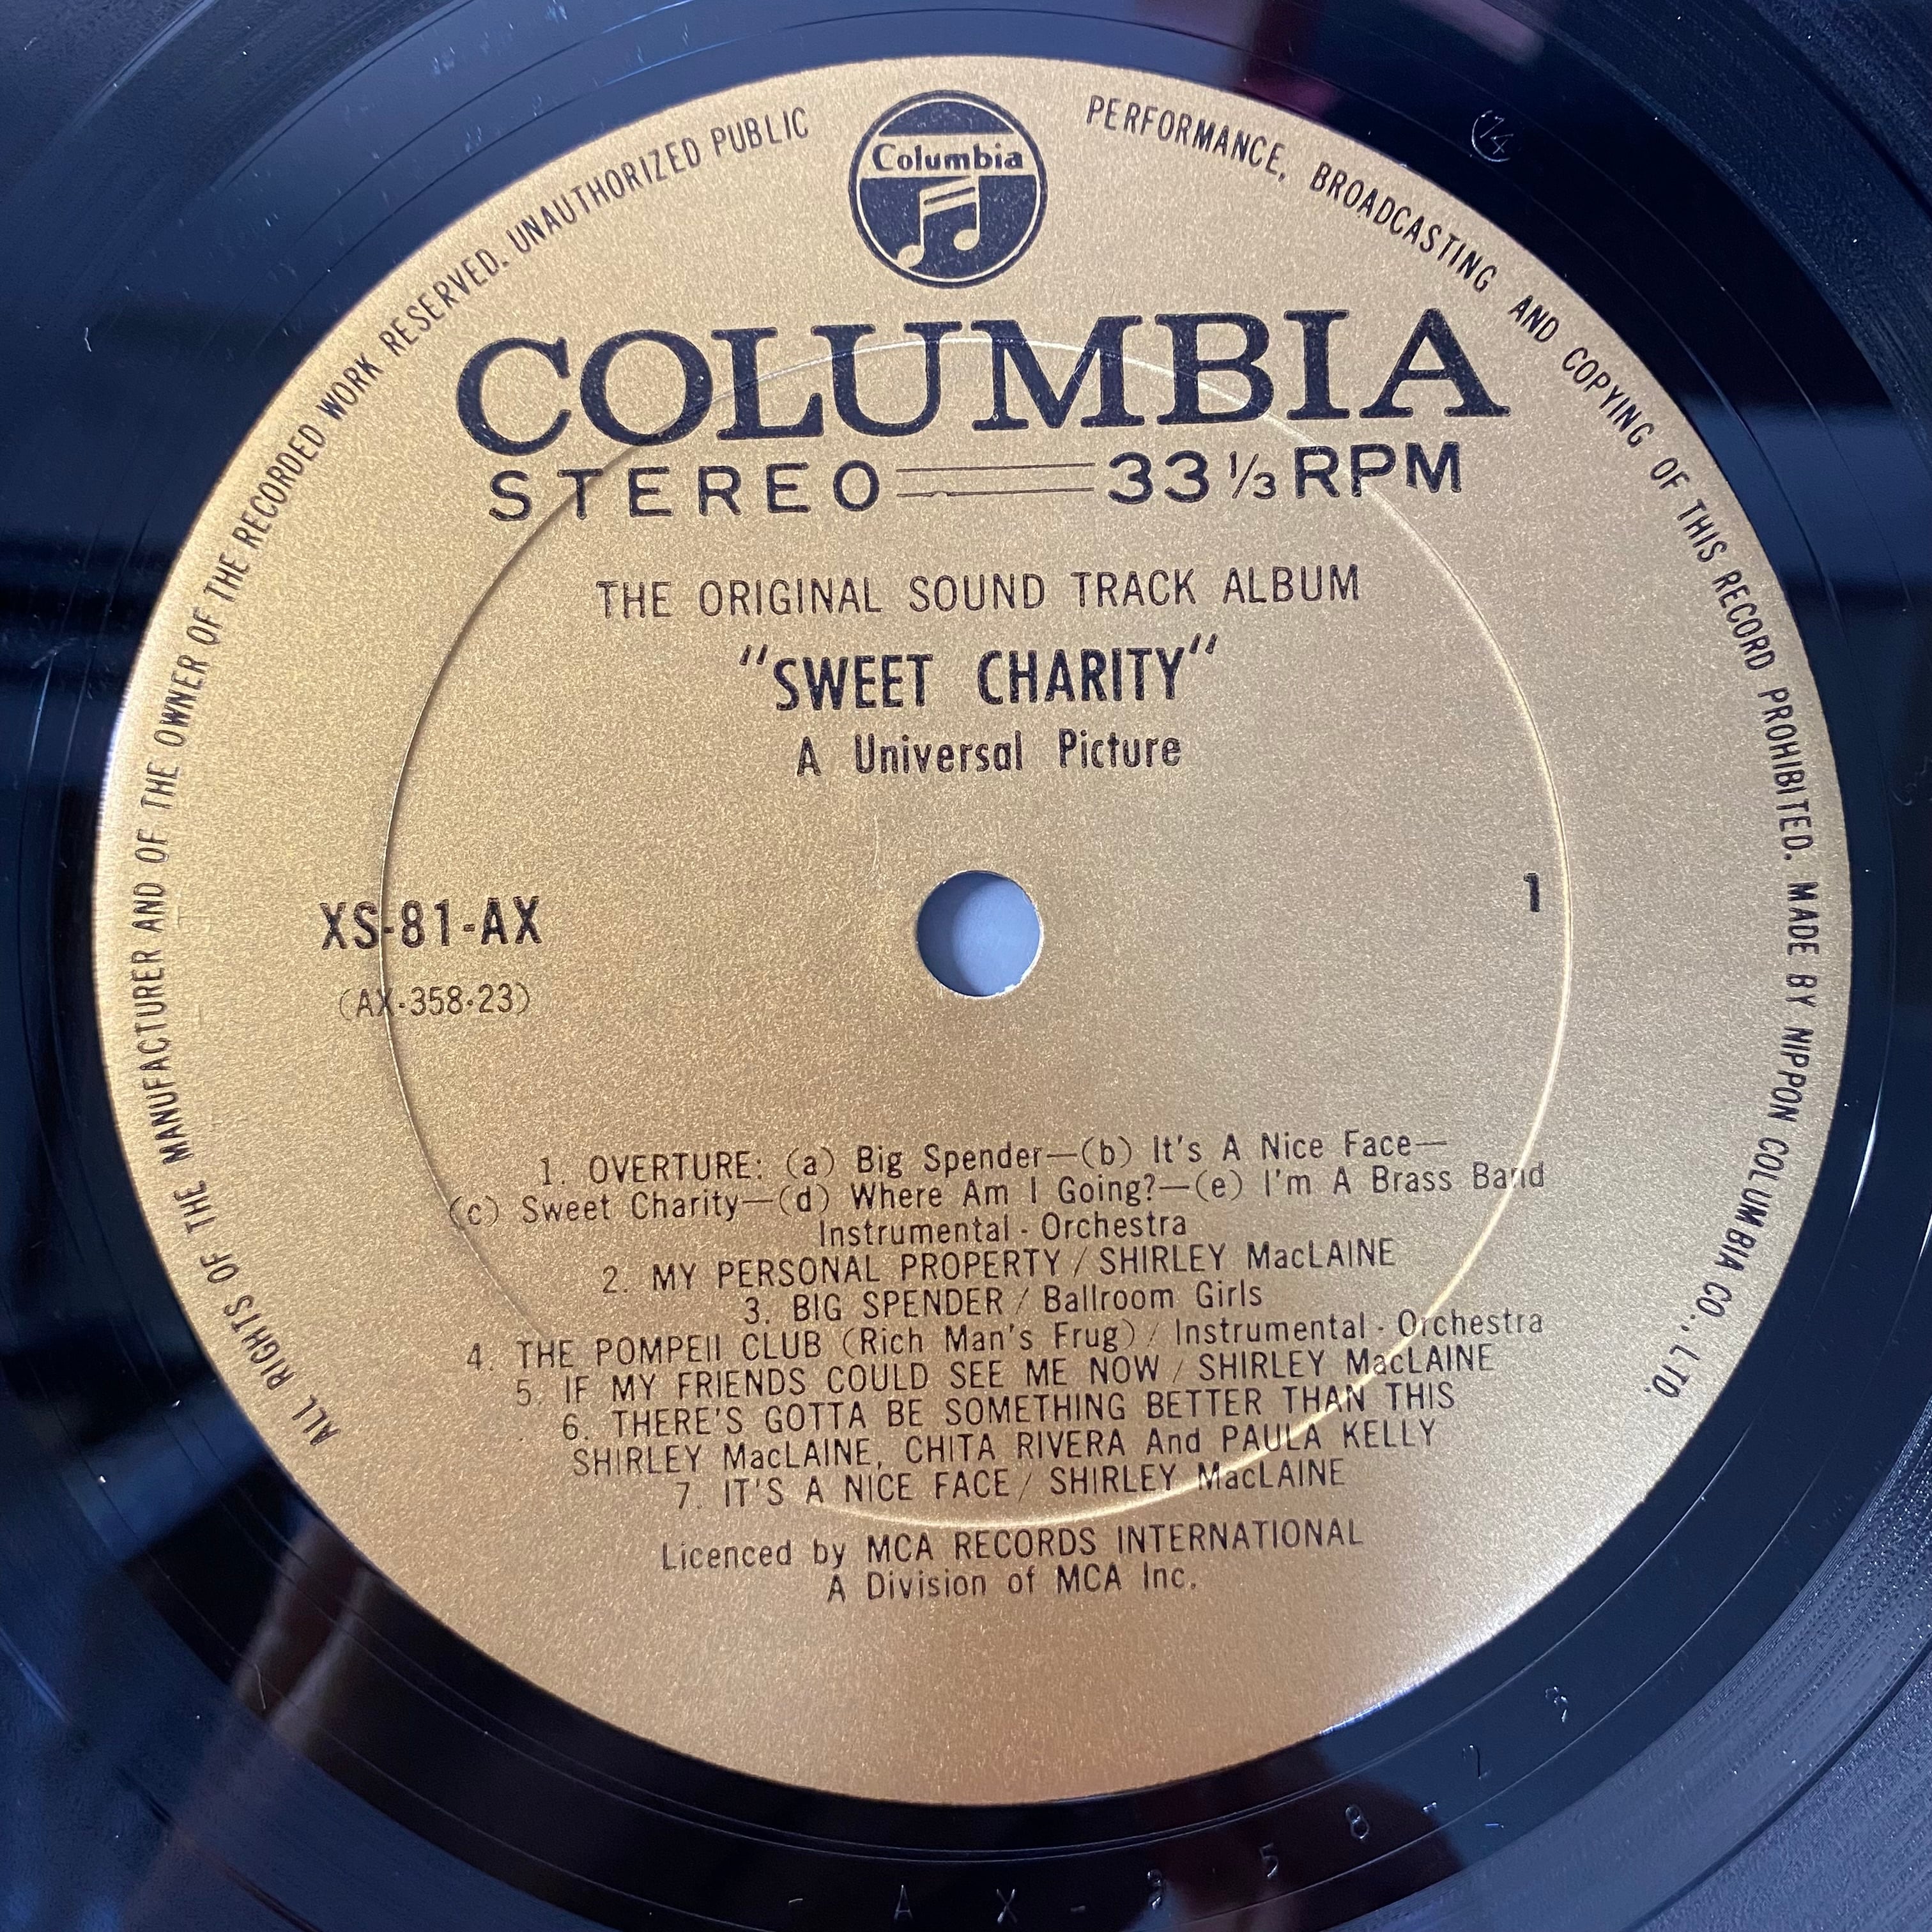 Columbia
COLUMBIA
STEREO 33 ⅓ RPM
THE ORIGINAL SOUND TRACK ALBUM
"SWEET CHARITY"
A Universal Picture
XS-81-AX
1
(AX-358-23)
1. OVERTURE: (a) Big Spender—(b) It's A Nice Face—
(c) Sweet Charity—(d) Where Am I Going?—(e) I'm A Brass Band
Instrumental - Orchestra
2. MY PERSONAL PROPERTY / SHIRLEY MacLAINE
3. BIG SPENDER / Ballroom Girls
4. THE POMPEII CLUB (Rich Man's Frug) / Instrumental - Orchestra
5. IF MY FRIENDS COULD SEE ME NOW / SHIRLEY MacLAINE
6. THERE'S GOTTA BE SOMETHING BETTER THAN THIS
SHIRLEY MacLAINE, CHITA RIVERA And PAULA KELLY
7. IT'S A NICE FACE / SHIRLEY MacLAINE
Licenced by MCA RECORDS INTERNATIONAL
A Division of MCA Inc.
ALL RIGHTS OF THE MANUFACTURER AND OF THE OWNER OF THE RECORDED WORK RESERVED. UNAUTHORIZED PUBLIC PERFORMANCE, BROADCASTING AND COPYING OF THIS RECORD PROHIBITED. MADE BY NIPPON COLUMBIA CO., LTD.